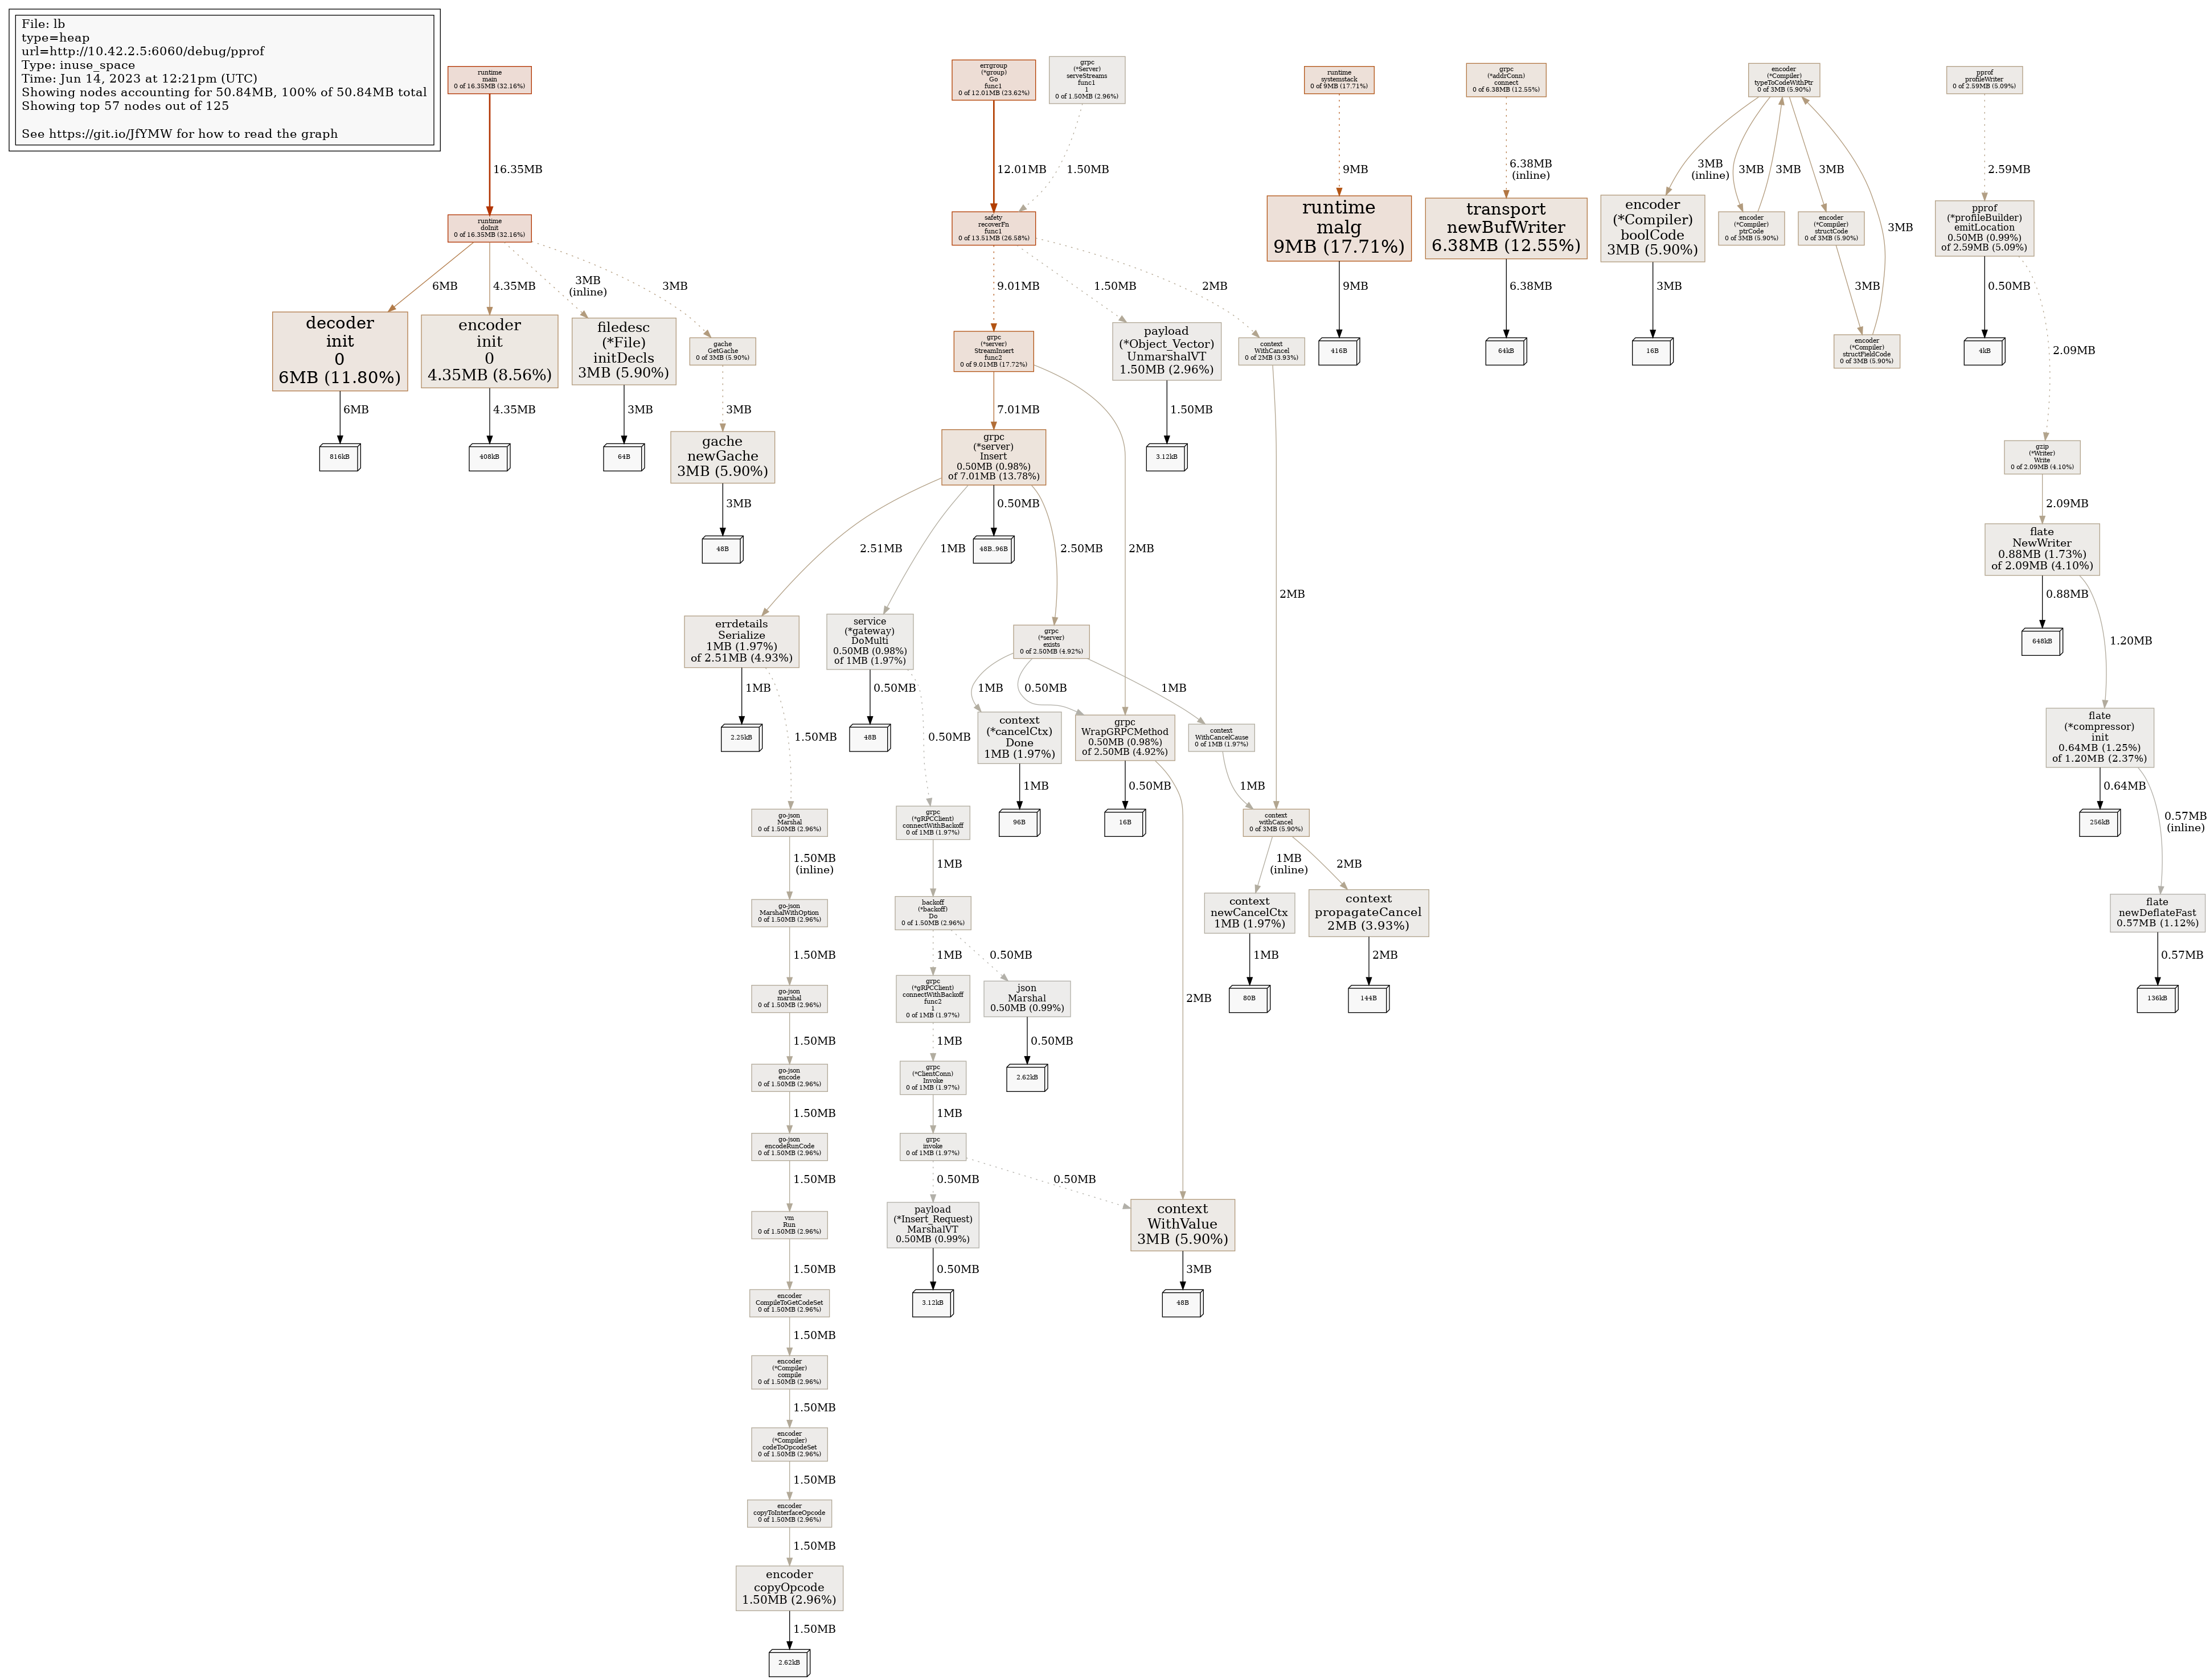 File: lb
type=heap
url=http://10.42.2.5:6060/debug/pprof
Type: inuse_space
Time: Jun 14, 2023 at 12:21pm (UTC)
Showing nodes accounting for 50.84MB, 100% of 50.84MB total
Showing top 57 nodes out of 125
See https://git.io/JfYMW for how to read the graph
runtime
main
0 of 16.35MB (32.16%)
16.35MB
runtime
doInit
0 of 16.35MB (32.16%)
6MB
4.35MB
3MB
(inline)
3MB
decoder
init
0
6MB (11.80%)
6MB
816kB
encoder
init
0
4.35MB (8.56%)
4.35MB
408kB
filedesc
(*File)
initDecls
3MB (5.90%)
3MB
64B
gache
GetGache
0 of 3MB (5.90%)
3MB
gache
newGache
3MB (5.90%)
3MB
48B
errgroup
(*group)
Go
func1
0 of 12.01MB (23.62%)
12.01MB
grpc
(*Server)
serveStreams
func1
1
0 of 1.50MB (2.96%)
1.50MB
safety
recoverFn
func1
0 of 13.51MB (26.58%)
9.01MB
1.50MB
2MB
grpc
(*server)
StreamInsert
func2
0 of 9.01MB (17.72%)
7.01MB
2MB
payload
(*Object_Vector)
UnmarshalVT
1.50MB (2.96%)
1.50MB
3.12kB
context
WithCancel
0 of 2MB (3.93%)
2MB
grpc
(*server)
Insert
0.50MB (0.98%)
of 7.01MB (13.78%)
2.51MB
1MB
0.50MB
48B..96B
2.50MB
errdetails
Serialize
1MB (1.97%)
of 2.51MB (4.93%)
1MB
2.25kB
1.50MB
service
(*gateway)
DoMulti
0.50MB (0.98%)
of 1MB (1.97%)
0.50MB
48B
0.50MB
grpc
(*server)
exists
0 of 2.50MB (4.92%)
1MB
0.50MB
1MB
context
(*cancelCtx)
Done
1MB (1.97%)
1MB
96B
grpc
WrapGRPCMethod
0.50MB (0.98%)
of 2.50MB (4.92%)
0.50MB
16B
2MB
context
WithCancelCause
0 of 1MB (1.97%)
1MB
context
withCancel
0 of 3MB (5.90%)
1MB
(inline)
2MB
context
newCancelCtx
1MB (1.97%)
1MB
80B
context
propagateCancel
2MB (3.93%)
2MB
144B
go-json
Marshal
0 of 1.50MB (2.96%)
1.50MB
(inline)
go-json
MarshalWithOption
0 of 1.50MB (2.96%)
1.50MB
go-json
marshal
0 of 1.50MB (2.96%)
1.50MB
go-json
encode
0 of 1.50MB (2.96%)
1.50MB
go-json
encodeRunCode
0 of 1.50MB (2.96%)
1.50MB
vm
Run
0 of 1.50MB (2.96%)
1.50MB
encoder
CompileToGetCodeSet
0 of 1.50MB (2.96%)
1.50MB
encoder
(*Compiler)
compile
0 of 1.50MB (2.96%)
1.50MB
encoder
(*Compiler)
codeToOpcodeSet
0 of 1.50MB (2.96%)
1.50MB
encoder
copyToInterfaceOpcode
0 of 1.50MB (2.96%)
1.50MB
encoder
copyOpcode
1.50MB (2.96%)
1.50MB
2.62kB
grpc
(*gRPCClient)
connectWithBackoff
0 of 1MB (1.97%)
1MB
backoff
(*backoff)
Do
0 of 1.50MB (2.96%)
1MB
0.50MB
grpc
(*gRPCClient)
connectWithBackoff
func2
1
0 of 1MB (1.97%)
1MB
json
Marshal
0.50MB (0.99%)
0.50MB
2.62kB
grpc
(*ClientConn)
Invoke
0 of 1MB (1.97%)
1MB
grpc
invoke
0 of 1MB (1.97%)
0.50MB
0.50MB
payload
(*Insert_Request)
MarshalVT
0.50MB (0.99%)
0.50MB
3.12kB
context
WithValue
3MB (5.90%)
3MB
48B
runtime
systemstack
0 of 9MB (17.71%)
9MB
runtime
malg
9MB (17.71%)
9MB
416B
grpc
(*addrConn)
connect
0 of 6.38MB (12.55%)
6.38MB
(inline)
transport
newBufWriter
6.38MB (12.55%)
6.38MB
64kB
encoder
(*Compiler)
typeToCodeWithPtr
0 of 3MB (5.90%)
3MB
(inline)
3MB
3MB
3MB
3MB
encoder
(*Compiler)
boolCode
3MB (5.90%)
3MB
16B
encoder
(*Compiler)
ptrCode
0 of 3MB (5.90%)
encoder
(*Compiler)
structCode
0 of 3MB (5.90%)
3MB
encoder
(*Compiler)
structFieldCode
0 of 3MB (5.90%)
pprof
profileWriter
0 of 2.59MB (5.09%)
2.59MB
pprof
(*profileBuilder)
emitLocation
0.50MB (0.99%)
of 2.59MB (5.09%)
0.50MB
4kB
2.09MB
gzip
(*Writer)
Write
0 of 2.09MB (4.10%)
2.09MB
flate
NewWriter
0.88MB (1.73%)
of 2.09MB (4.10%)
0.88MB
648kB
1.20MB
flate
(*compressor)
init
0.64MB (1.25%)
of 1.20MB (2.37%)
0.64MB
256kB
0.57MB
(inline)
flate
newDeflateFast
0.57MB (1.12%)
0.57MB
136kB